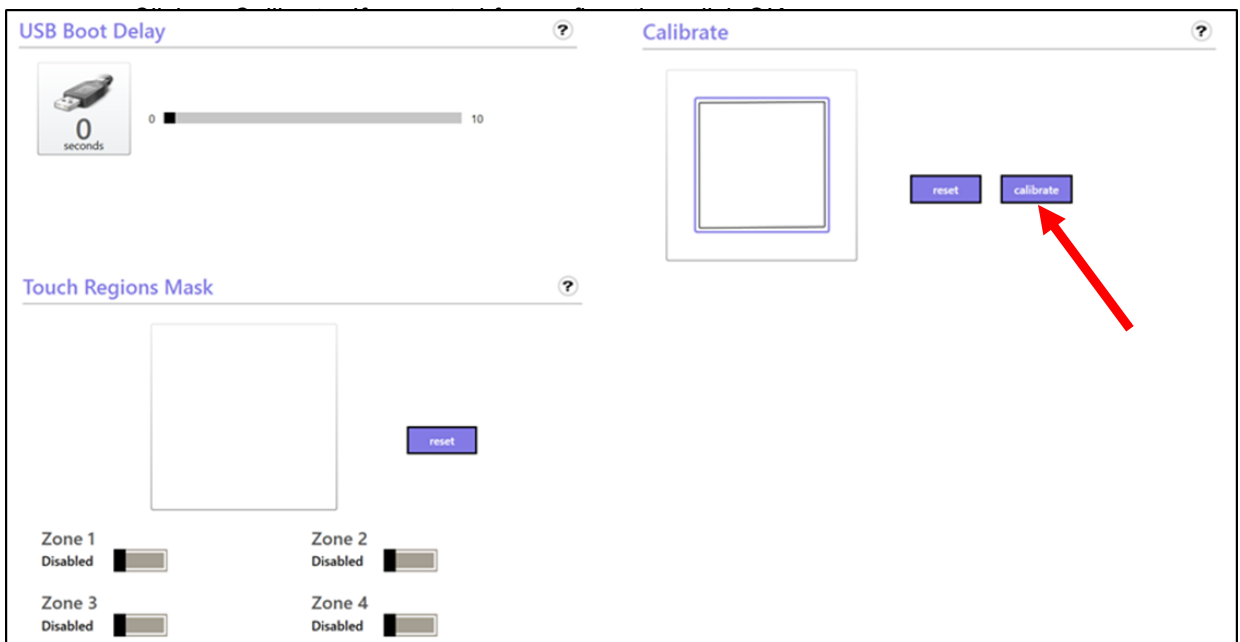 USB Boot Delay ?
0
seconds
0 10
Calibrate ?
reset calibrate
Touch Regions Mask ?
reset
Zone 1 Zone 2
Disabled Disabled
Zone 3 Zone 4
Disabled Disabled